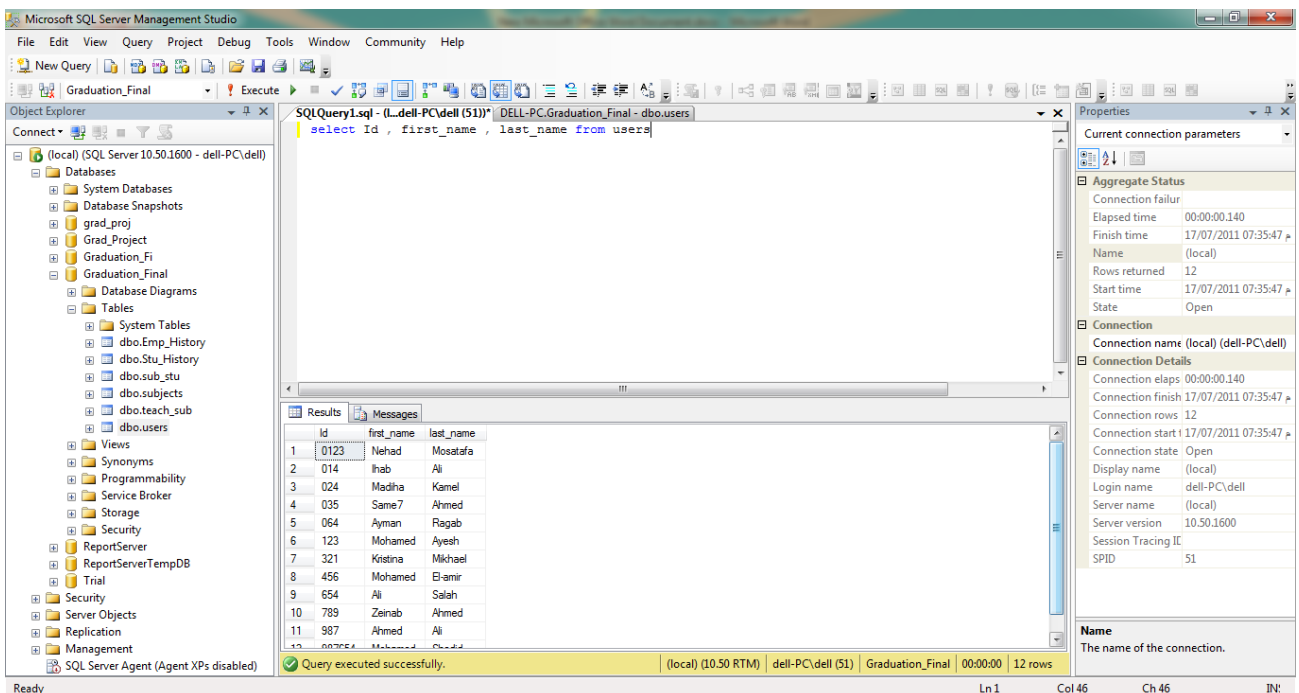 Microsoft SQL Server Management Studio
File Edit View Query Project Debug Tools Window Community Help
New Query
Graduation_Final Execute
Object Explorer
Connect
(local) (SQL Server 10.50.1600 - dell-PC\dell)
Databases
System Databases
Database Snapshots
grad_proj
Grad_Project
Graduation_Fi
Graduation_Final
Database Diagrams
Tables
System Tables
dbo.Emp_History
dbo.Stu_History
dbo.sub_stu
dbo.subjects
dbo.teach_sub
dbo.users
Views
Synonyms
Programmability
Service Broker
Storage
Security
ReportServer
ReportServerTempDB
Trial
Security
Server Objects
Replication
Management
SQL Server Agent (Agent XPs disabled)
SQLQuery1.sql - (l...dell-PC\dell (51))* DELL-PC.Graduation_Final - dbo.users
select Id , first_name , last_name from users
Results Messages
Id first_name last_name
1 0123 Nehad Mosatafa
2 014 Ihab Ali
3 024 Madiha Kamel
4 035 Same7 Ahmed
5 064 Ayman Ragab
6 123 Mohamed Ayesh
7 321 Kristina Mikhael
8 456 Mohamed El-amir
9 654 Ali Salah
10 789 Zeinab Ahmed
11 987 Ahmed Ali
12 987654 Mohamed
Query executed successfully. (local) (10.50 RTM) dell-PC\dell (51) Graduation_Final 00:00:00 12 rows
Properties
Current connection parameters
Aggregate Status
Connection failur
Elapsed time 00:00:00.140
Finish time 17/07/2011 07:35:47 م
Name (local)
Rows returned 12
Start time 17/07/2011 07:35:47 م
State Open
Connection
Connection name (local) (dell-PC\dell)
Connection Details
Connection elaps 00:00:00.140
Connection finish 17/07/2011 07:35:47 م
Connection rows 12
Connection start t 17/07/2011 07:35:47 م
Connection state Open
Display name (local)
Login name dell-PC\dell
Server name (local)
Server version 10.50.1600
Session Tracing ID
SPID 51
Name
The name of the connection.
Ready Ln 1 Col 46 Ch 46 INS